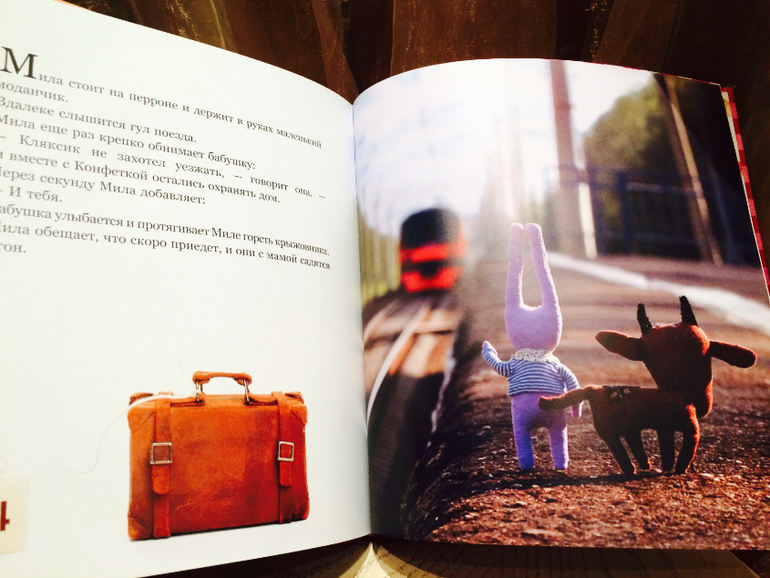 Мила стоит на перроне и держит в руках маленький
моданчик.
Здалеке слышится гул поезда.
Мила еще раз крепко обнимает бабушку:
– Кляксик не захотел уезжать, — говорит она. –
и вместе с Конфеткой остались охранять дом.
Через секунду Мила добавляет:
– И тебя.
абушка улыбается и протягивает Миле горсть крыжовника.
Мила обещает, что скоро приедет, и они с мамой садятся
гон.